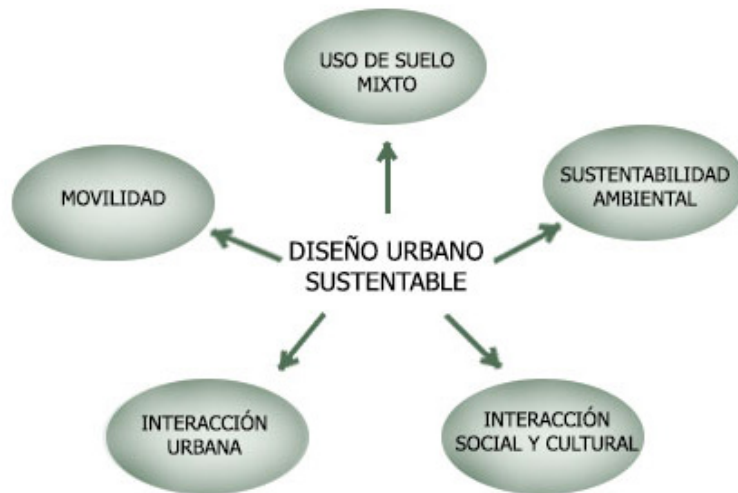 USO DE SUELO
MIXTO
MOVILIDAD
SUSTENTABILIDAD
AMBIENTAL
DISEÑO URBANO
SUSTENTABLE
INTERACCIÓN
URBANA
INTERACCIÓN
SOCIAL Y CULTURAL